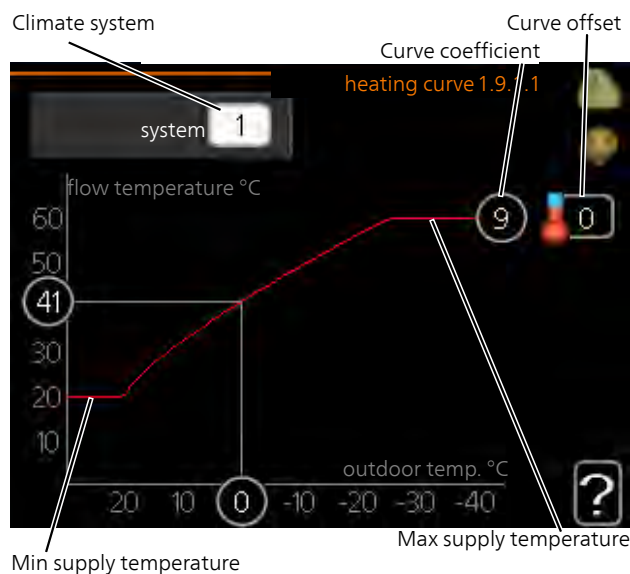 Climate system
Curve offset
Curve coefficient
heating curve 1.9.1.1
system 1
flow temperature °C
60
9
0
50
41
30
20
10
outdoor temp. °C
20 10 0 -10 -20 -30 -40
?
Max supply temperature
Min supply temperature